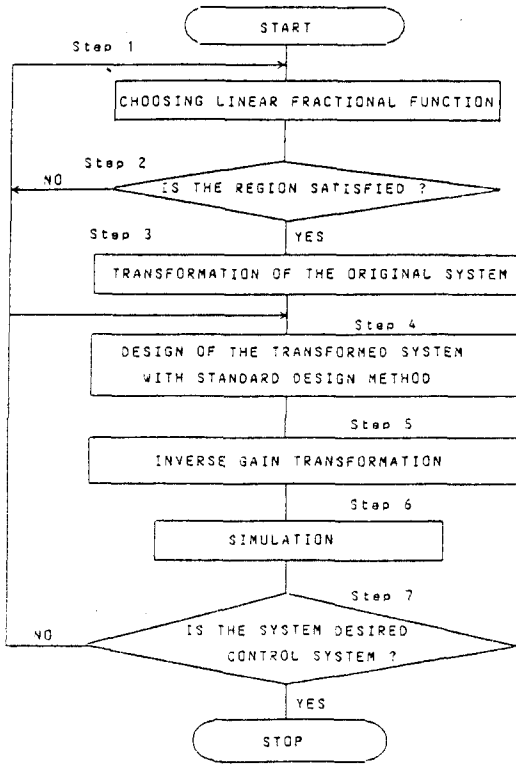 START
Step 1
CHOOSING LINEAR FRACTIONAL FUNCTION
Step 2
NO
IS THE REGION SATISFIED ?
YES
Step 3
TRANSFORMATION OF THE ORIGINAL SYSTEM
Step 4
DESIGN OF THE TRANSFORMED SYSTEM
WITH STANDARD DESIGN METHOD
Step 5
INVERSE GAIN TRANSFORMATION
Step 6
SIMULATION
Step 7
NO
IS THE SYSTEM DESIRED
CONTROL SYSTEM ?
YES
STOP